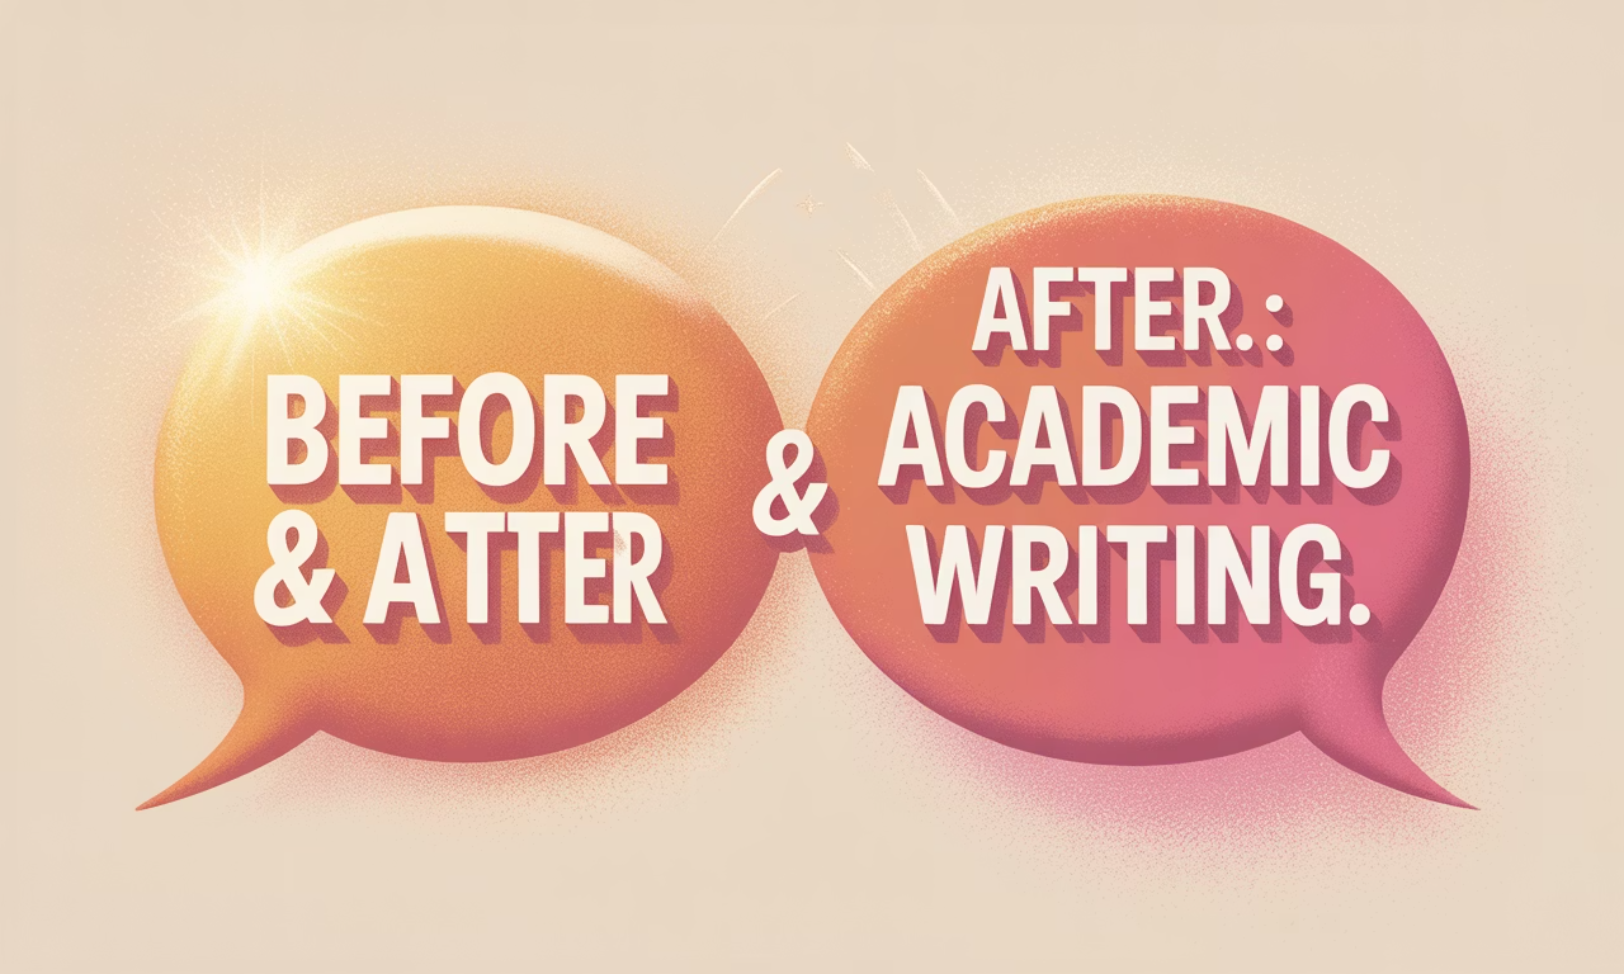 BEFORE
& ATTER
&
AFTER.:
ACADEMIC
WRITING.